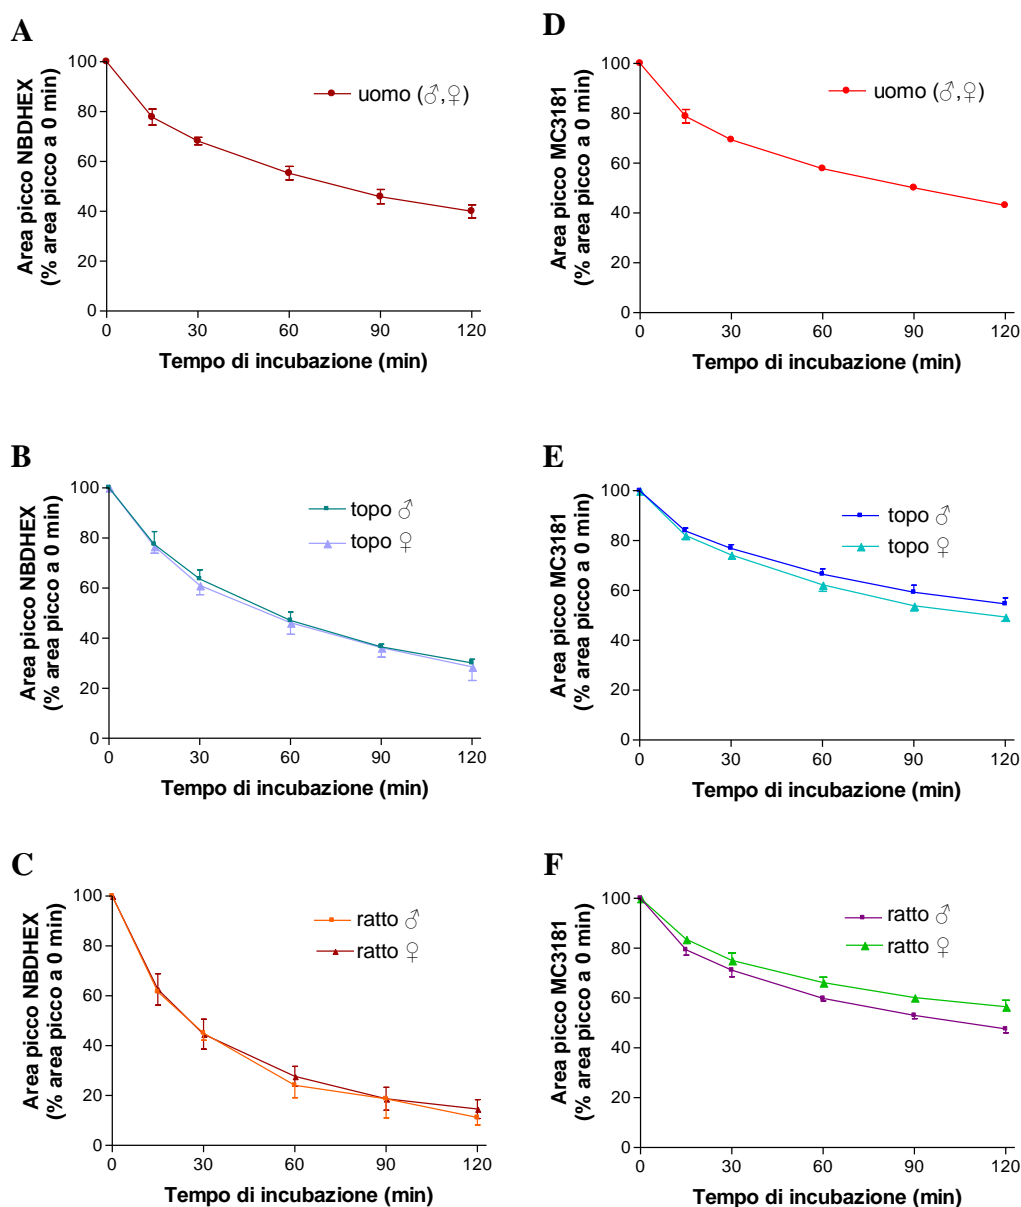 A
Area picco NBDHEX
(% area picco a 0 min)
100
80
60
40
20
0
uomo (♂,♀)
0 30 60 90 120
Tempo di incubazione (min)
D
Area picco MC3181
(% area picco a 0 min)
100
80
60
40
20
0
uomo (♂,♀)
0 30 60 90 120
Tempo di incubazione (min)
B
Area picco NBDHEX
(% area picco a 0 min)
100
80
60
40
20
0
topo ♂
topo ♀
0 30 60 90 120
Tempo di incubazione (min)
E
Area picco MC3181
(% area picco a 0 min)
100
80
60
40
20
0
topo ♂
topo ♀
0 30 60 90 120
Tempo di incubazione (min)
C
Area picco NBDHEX
(% area picco a 0 min)
100
80
60
40
20
0
ratto ♂
ratto ♀
0 30 60 90 120
Tempo di incubazione (min)
F
Area picco MC3181
(% area picco a 0 min)
100
80
60
40
20
0
ratto ♂
ratto ♀
0 30 60 90 120
Tempo di incubazione (min)